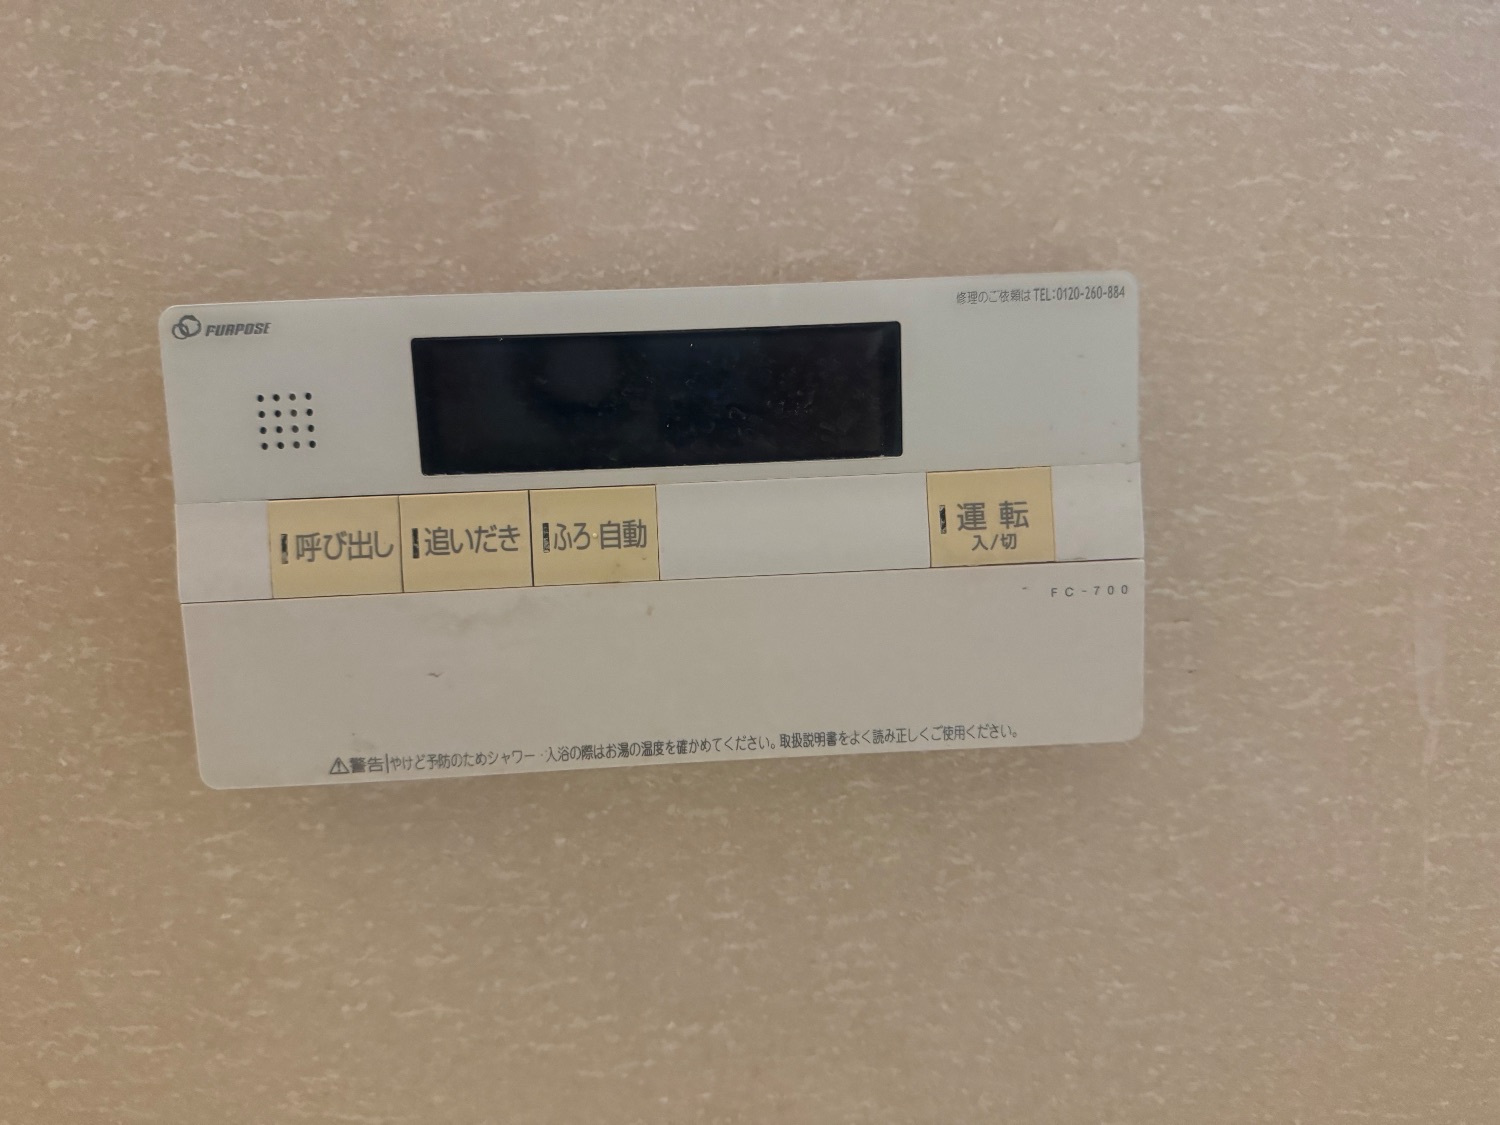 修理のご依頼は TEL:0120-260-884
PURPOSE
呼び出し
追いだき
ふろ・自動
運転
入/切
FC-700
⚠警告|やけど予防のためシャワー・入浴の際はお湯の温度を確かめてください。取扱説明書をよく読み正しくご使用ください。